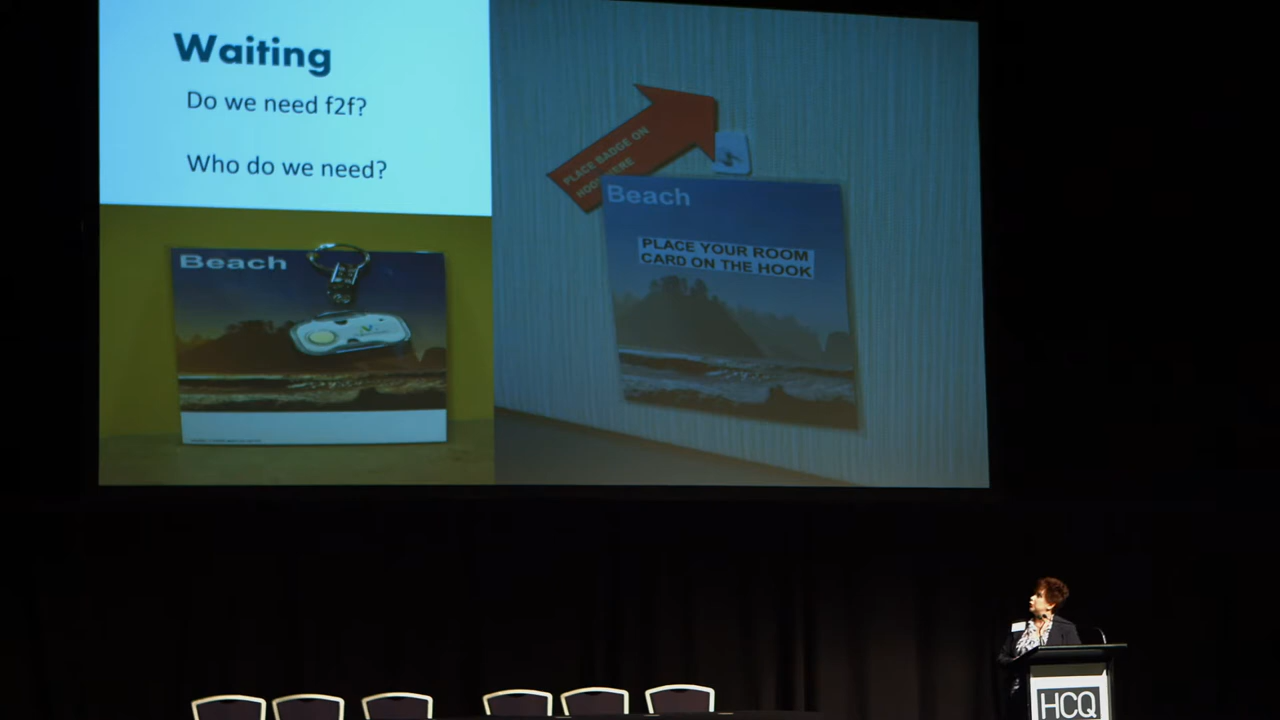 Waiting
Do we need f2f?
Who do we need?
Beach
PLACE BADGE ON
HOOK HERE
Beach
PLACE YOUR ROOM
CARD ON THE HOOK
HCQ